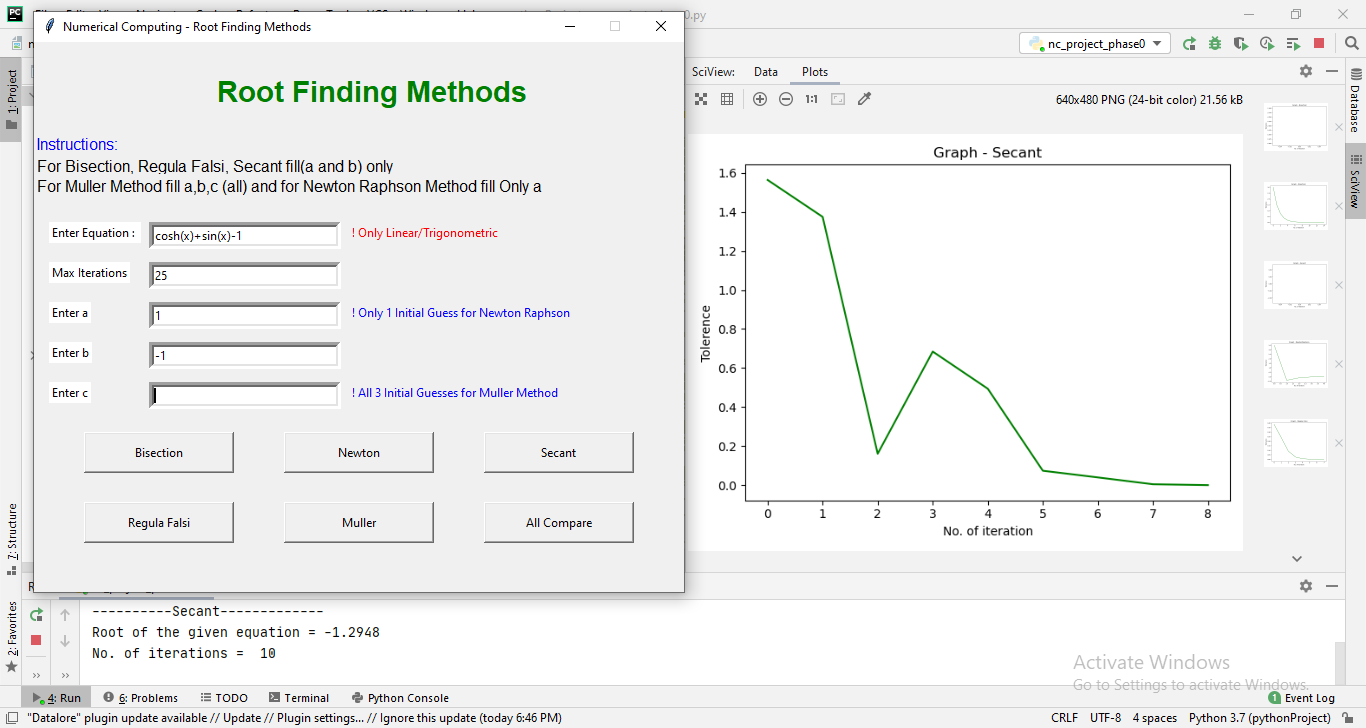 PC
.py
Numerical Computing - Root Finding Methods
nc_project_phase0
Root Finding Methods
Instructions:
For Bisection, Regula Falsi, Secant fill(a and b) only
For Muller Method fill a,b,c (all) and for Newton Raphson Method fill Only a
Enter Equation :
cosh(x)+sin(x)-1
! Only Linear/Trigonometric
Max Iterations
25
Enter a
1
! Only 1 Initial Guess for Newton Raphson
Enter b
-1
Enter c
! All 3 Initial Guesses for Muller Method
Bisection
Newton
Secant
Regula Falsi
Muller
All Compare
SciView:
Data
Plots
1:1
640x480 PNG (24-bit color) 21.56 kB
Graph - Secant
1.6
1.4
1.2
1.0
0.8
0.6
0.4
0.2
0.0
Tolerence
0 1 2 3 4 5 6 7 8
No. of iteration
1: Project
7: Structure
2: Favorites
Database
SciView
----------Secant-------------
Root of the given equation = -1.2948
No. of iterations =  10
Activate Windows
Go to Settings to activate Windows.
4: Run
6: Problems
TODO
Terminal
Python Console
1 Event Log
"Datalore" plugin update available // Update // Plugin settings... // Ignore this update (today 6:46 PM)
CRLF
UTF-8
4 spaces
Python 3.7 (pythonProject)